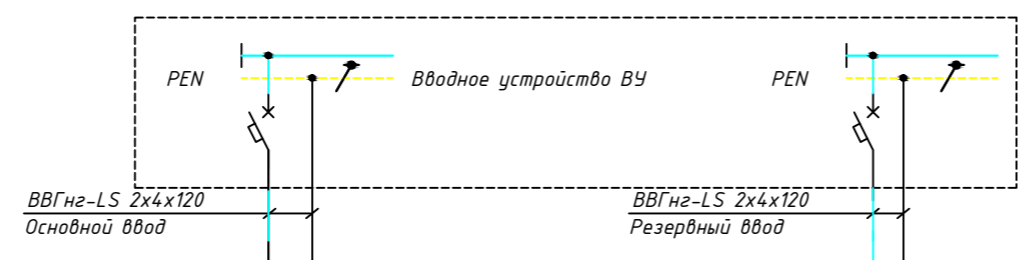 PEN
Вводное устройство ВУ
PEN
ВВГнг-LS 2х4х120
Основной ввод
ВВГнг-LS 2х4х120
Резервный ввод